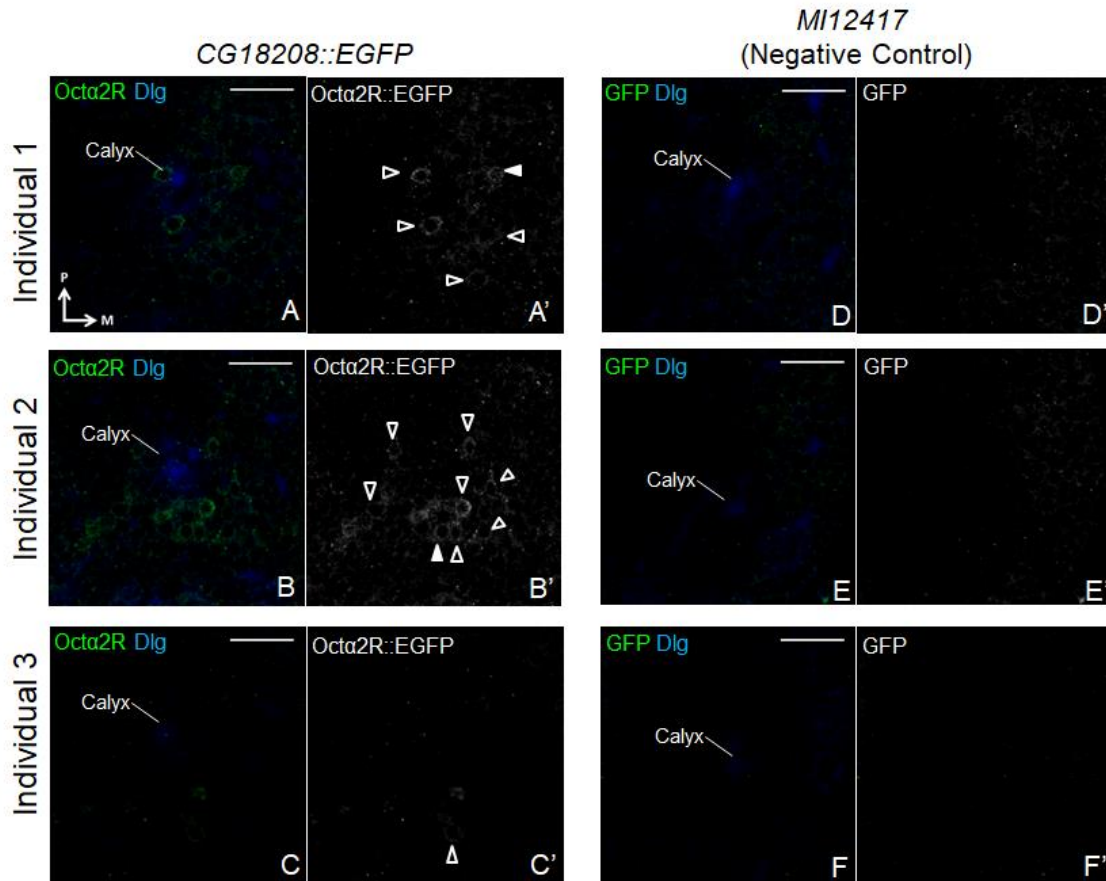 CG18208::EGFP
MI12417
(Negative Control)
Individual 1
Octα2R Dlg
Calyx
P
M
A
Octα2R::EGFP
A'
GFP Dlg
Calyx
D
GFP
D'
Individual 2
Octα2R Dlg
Calyx
B
Octα2R::EGFP
B'
GFP Dlg
Calyx
E
GFP
E'
Individual 3
Octα2R Dlg
Calyx
C
Octα2R::EGFP
C'
GFP Dlg
Calyx
F
GFP
F'